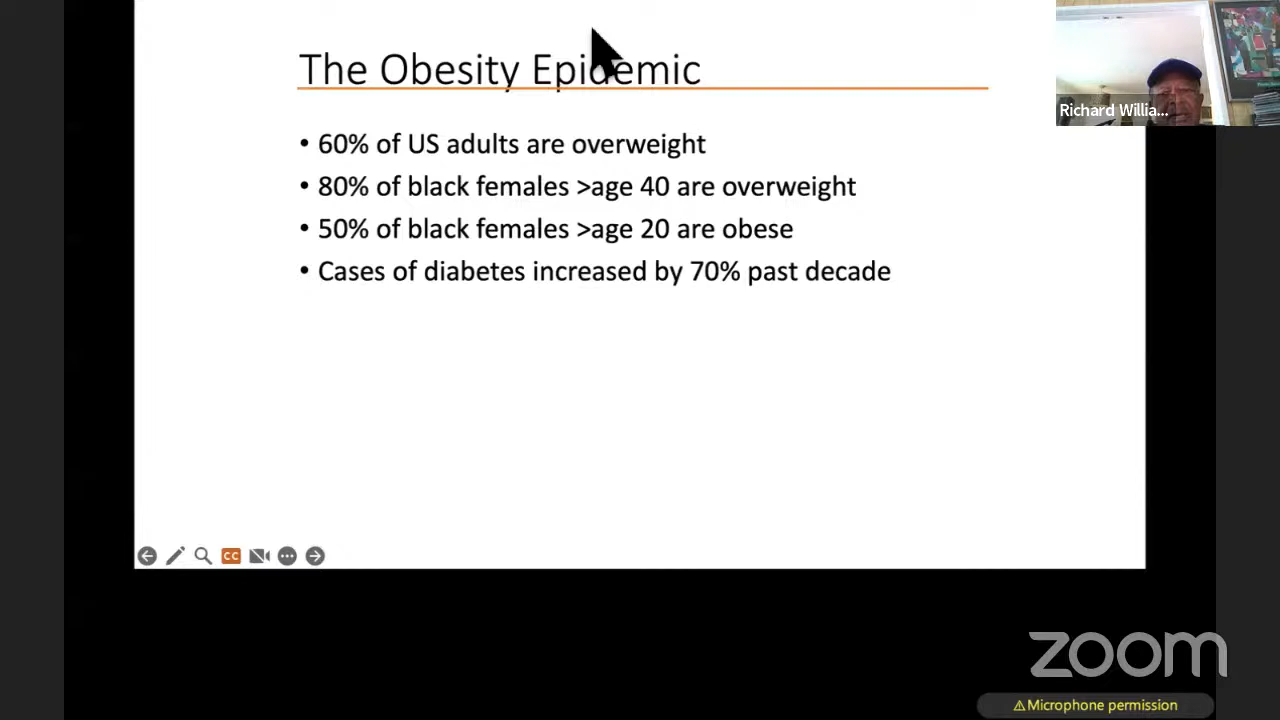 The Obesity Epidemic
• 60% of US adults are overweight
• 80% of black females >age 40 are overweight
• 50% of black females >age 20 are obese
• Cases of diabetes increased by 70% past decade
Richard Willia...
CC
zoom
⚠Microphone permission